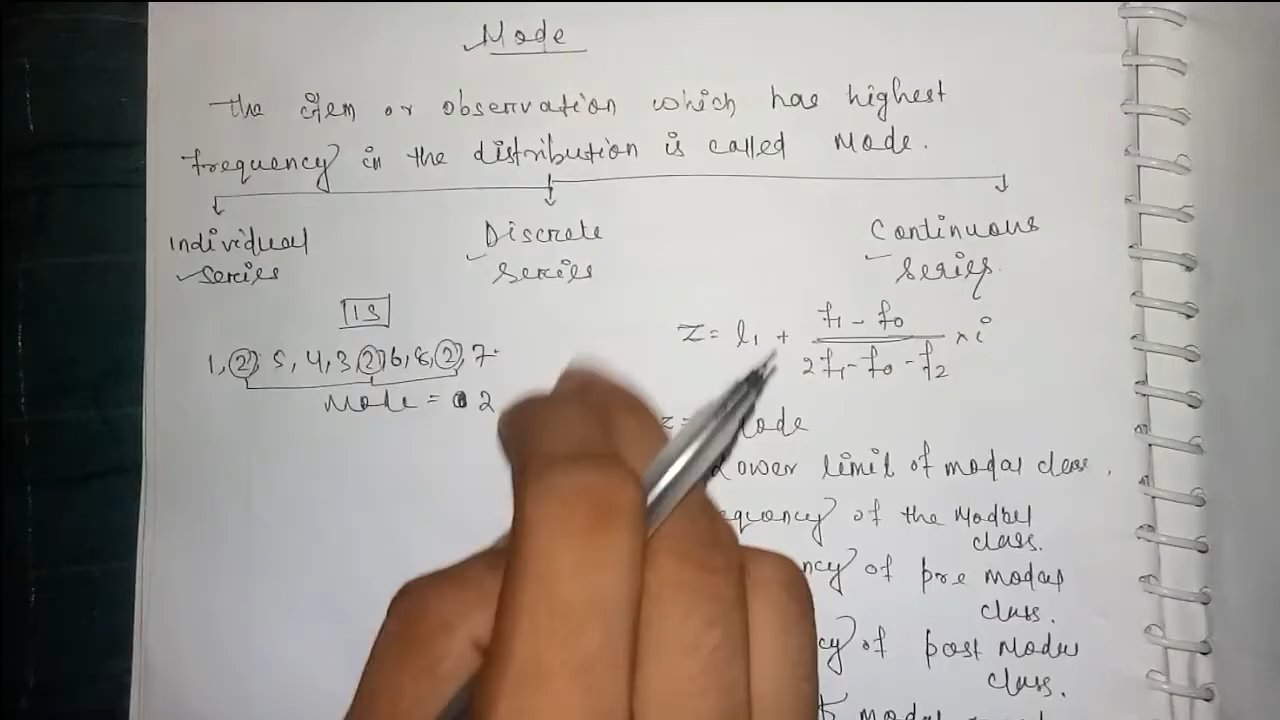 Mode
The item or observation which has highest
frequency in the distribution is called Mode.
Individual
series
Discrete
series
Continuous
series.
IS
1, 2, 5, 4, 3 2, 6, 8, 2, 7
Mode = 2
Z = l₁ + f₁ - f₀ / 2f₁ - f₀ - f₂ × i
z =
Lower limit of modal class.
of the Modal
class.
of pre modal
class.
of post Modal
class.
modal